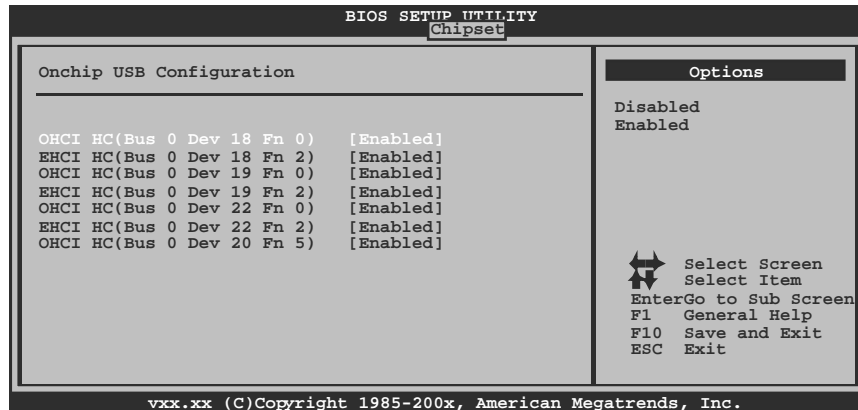 BIOS SETUP UTILITY
Chipset
Onchip USB Configuration
OHCI HC(Bus 0 Dev 18 Fn 0) [Enabled]
EHCI HC(Bus 0 Dev 18 Fn 2) [Enabled]
OHCI HC(Bus 0 Dev 19 Fn 0) [Enabled]
EHCI HC(Bus 0 Dev 19 Fn 2) [Enabled]
OHCI HC(Bus 0 Dev 22 Fn 0) [Enabled]
EHCI HC(Bus 0 Dev 22 Fn 2) [Enabled]
OHCI HC(Bus 0 Dev 20 Fn 5) [Enabled]
Options
Disabled
Enabled
Select Screen
Select Item
EnterGo to Sub Screen
F1 General Help
F10 Save and Exit
ESC Exit
vxx.xx (C)Copyright 1985-200x, American Megatrends, Inc.